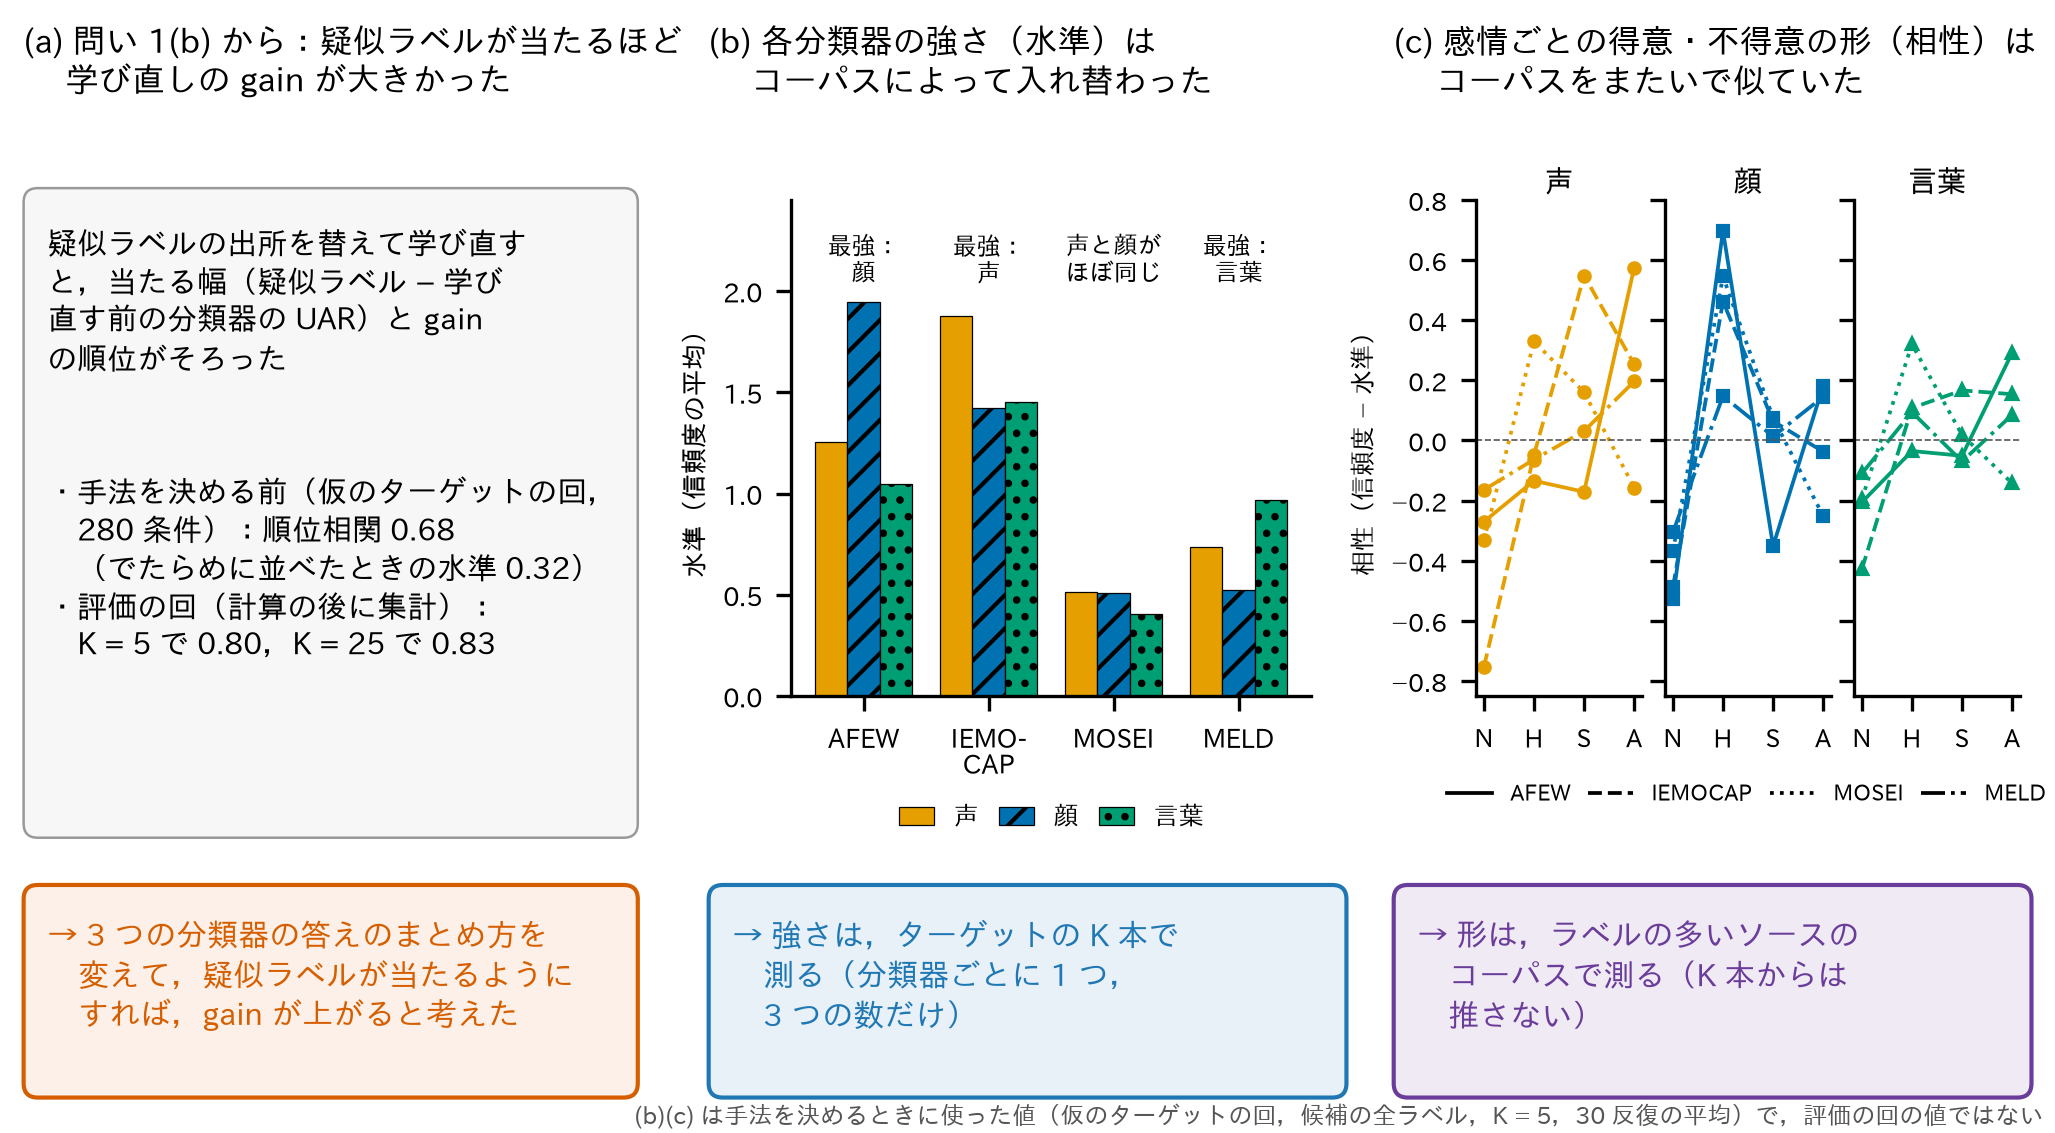 (a) 問い 1(b) から：疑似ラベルが当たるほど
学び直しの gain が大きかった
疑似ラベルの出所を替えて学び直す
と，当たる幅（疑似ラベル − 学び
直す前の分類器の UAR）と gain
の順位がそろった
・手法を決める前（仮のターゲットの回，
280 条件）：順位相関 0.68
（でたらめに並べたときの水準 0.32）
・評価の回（計算の後に集計）：
K = 5 で 0.80，K = 25 で 0.83
→ 3 つの分類器の答えのまとめ方を
変えて，疑似ラベルが当たるように
すれば，gain が上がると考えた
(b) 各分類器の強さ（水準）は
コーパスによって入れ替わった
水準（信頼度の平均）
2.0
1.5
1.0
0.5
0.0
最強：
顔
最強：
声
声と顔が
ほぼ同じ
最強：
言葉
AFEW
IEMO-
CAP
MOSEI
MELD
声
顔
言葉
→ 強さは，ターゲットの K 本で
測る（分類器ごとに 1 つ，
3 つの数だけ）
(c) 感情ごとの得意・不得意の形（相性）は
コーパスをまたいで似ていた
相性（信頼度 − 水準）
声
顔
言葉
0.8
0.6
0.4
0.2
0.0
−0.2
−0.4
−0.6
−0.8
N H S A
N H S A
N H S A
AFEW
IEMOCAP
MOSEI
MELD
→ 形は，ラベルの多いソースの
コーパスで測る（K 本からは
推さない）
(b)(c) は手法を決めるときに使った値（仮のターゲットの回，候補の全ラベル，K = 5，30 反復の平均）で，評価の回の値ではない